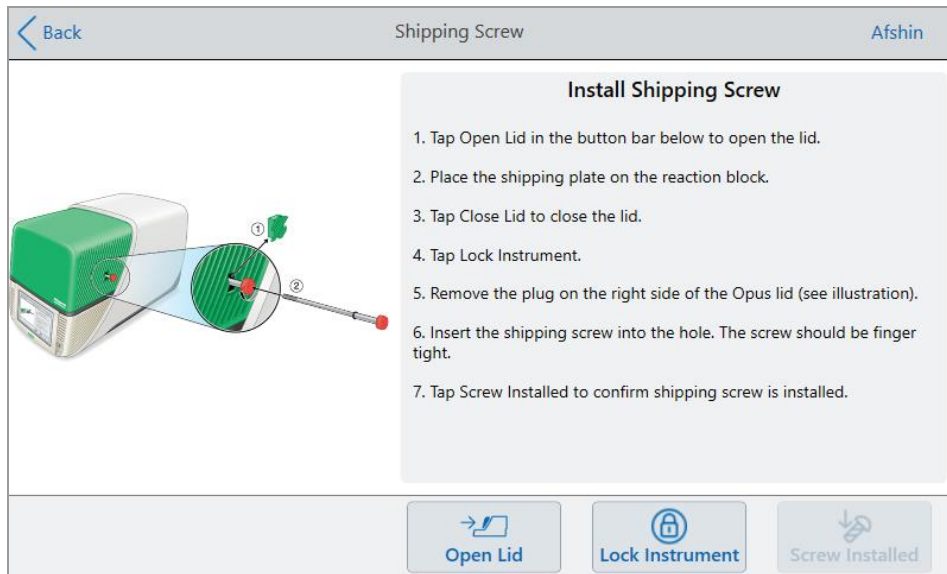 Back
Shipping Screw
Afshin
Install Shipping Screw
1. Tap Open Lid in the button bar below to open the lid.
2. Place the shipping plate on the reaction block.
3. Tap Close Lid to close the lid.
4. Tap Lock Instrument.
5. Remove the plug on the right side of the Opus lid (see illustration).
6. Insert the shipping screw into the hole. The screw should be finger
tight.
7. Tap Screw Installed to confirm shipping screw is installed.
1
2
Open Lid
Lock Instrument
Screw Installed